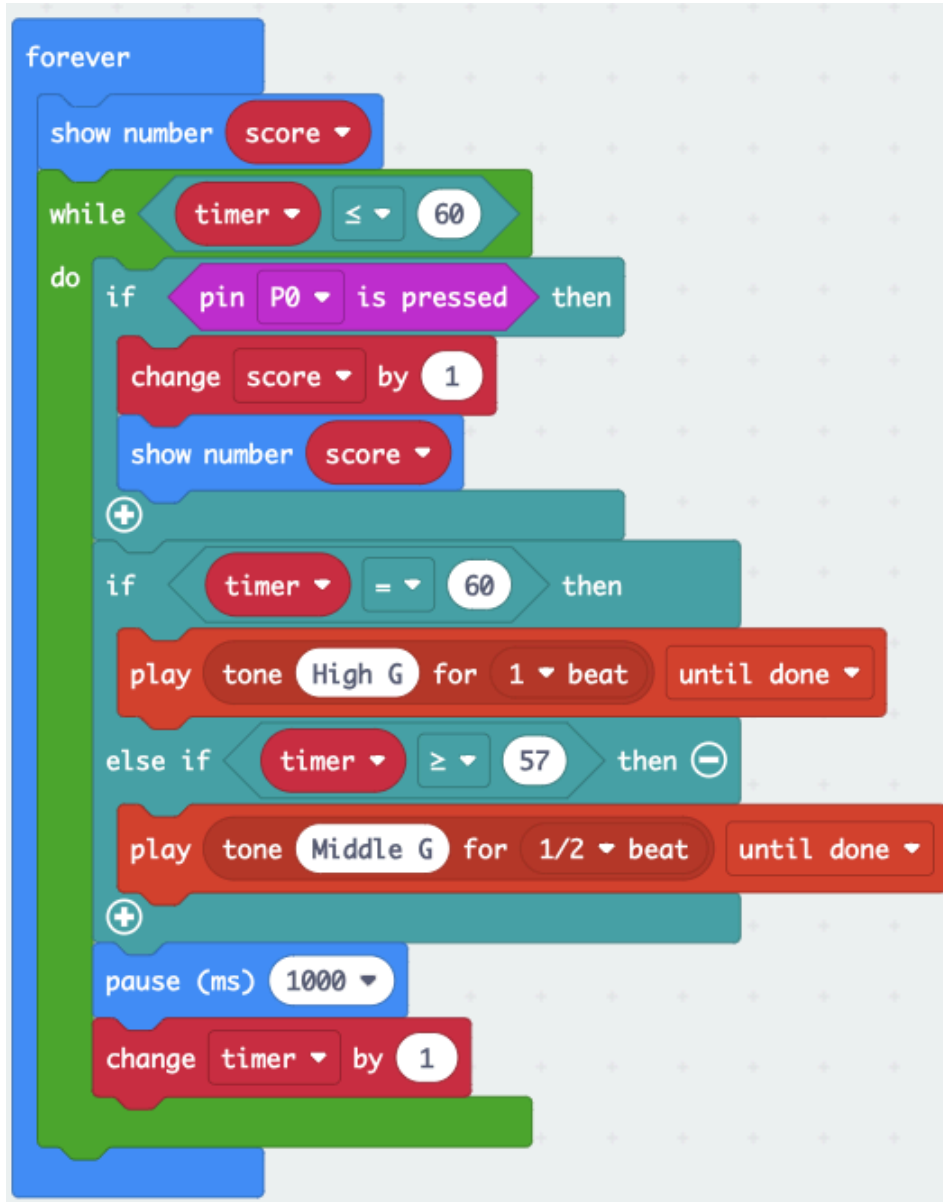 forever
show number score
while timer ≤ 60
do
if pin P0 is pressed then
change score by 1
show number score
if timer = 60 then
play tone High G for 1 beat until done
else if timer ≥ 57 then
play tone Middle G for 1/2 beat until done
pause (ms) 1000
change timer by 1